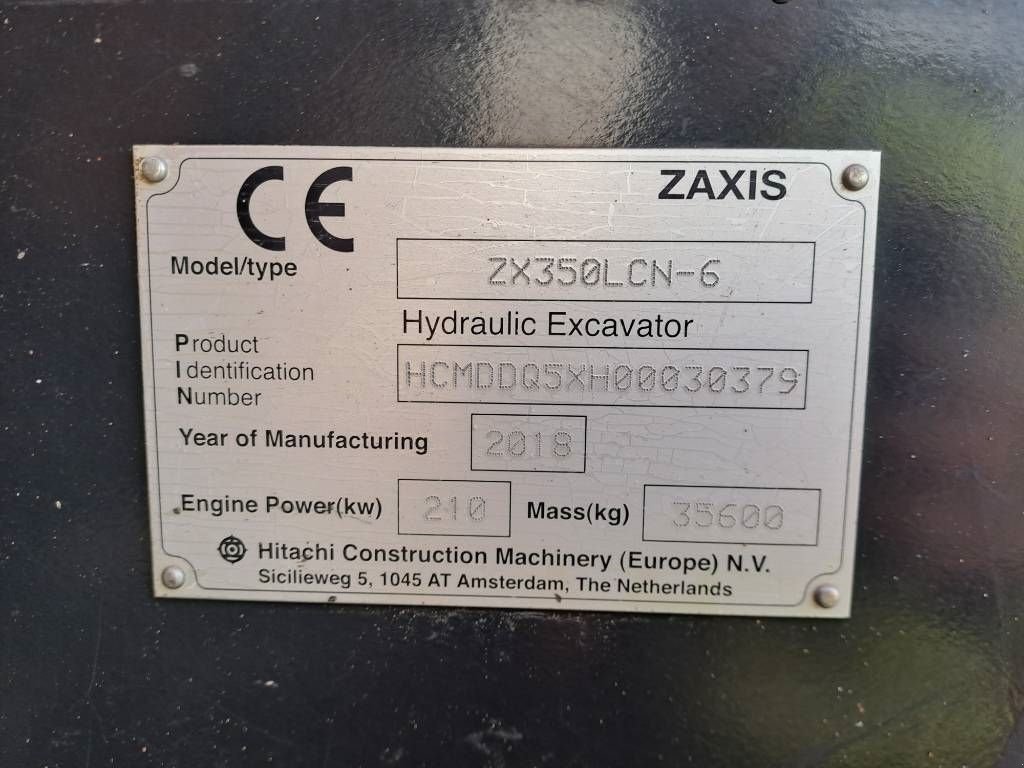 CE ZAXIS
Model/type ZX350LCN-6
Hydraulic Excavator
Product
Identification HCMDDQ5XH00030379
Number
Year of Manufacturing 2018
Engine Power(kw) 210 Mass(kg) 35600
Hitachi Construction Machinery (Europe) N.V.
Sicilieweg 5, 1045 AT Amsterdam, The Netherlands